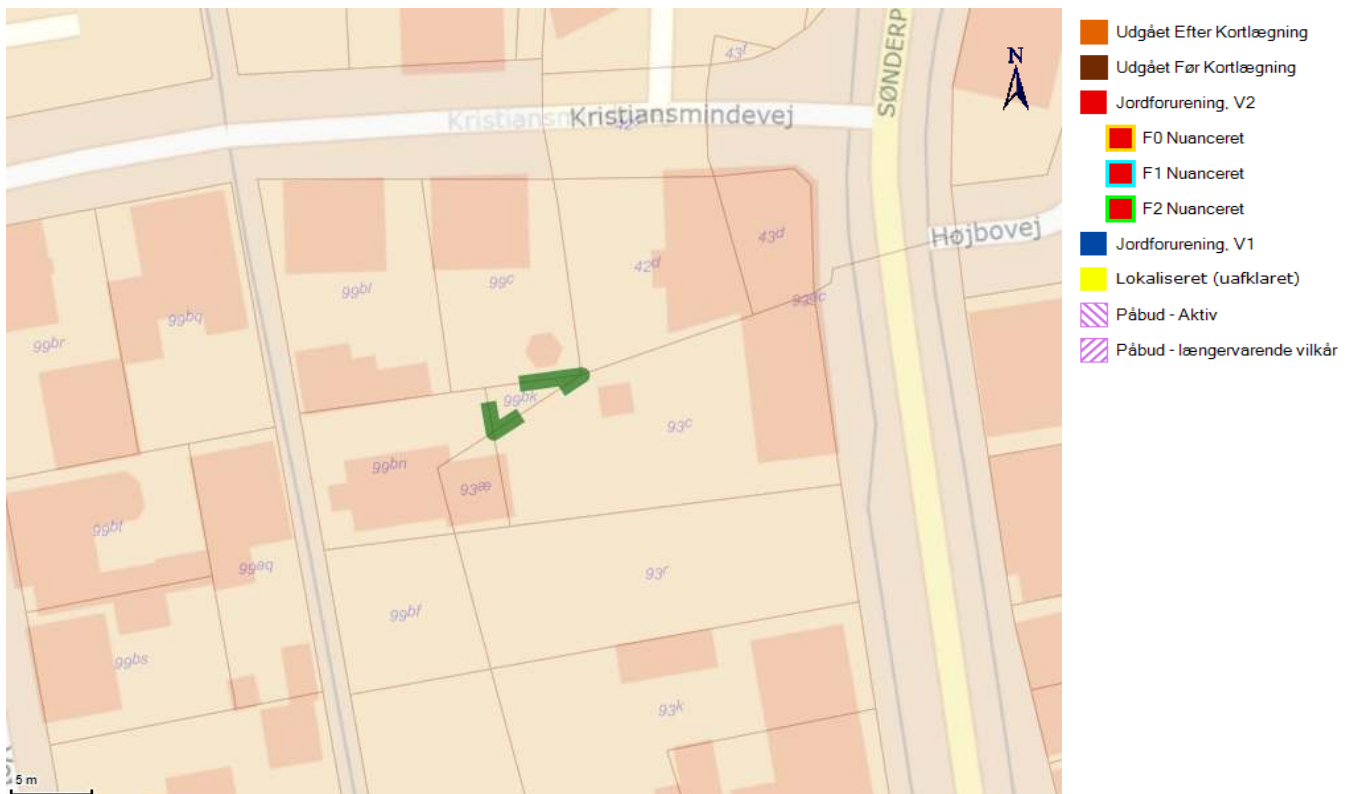 43f
SØNDERP
N
Kristiansm
Kristiansmindevej
42
Højbovej
43d
42d
99c
99bl
939c
99bq
99br
99bk
93c
99bn
93æ
99bt
99aq
93r
99bf
99bs
93k
5 m
Udgået Efter Kortlægning
Udgået Før Kortlægning
Jordforurening, V2
F0 Nuanceret
F1 Nuanceret
F2 Nuanceret
Jordforurening, V1
Lokaliseret (uafklaret)
Påbud - Aktiv
Påbud - længervarende vilkår